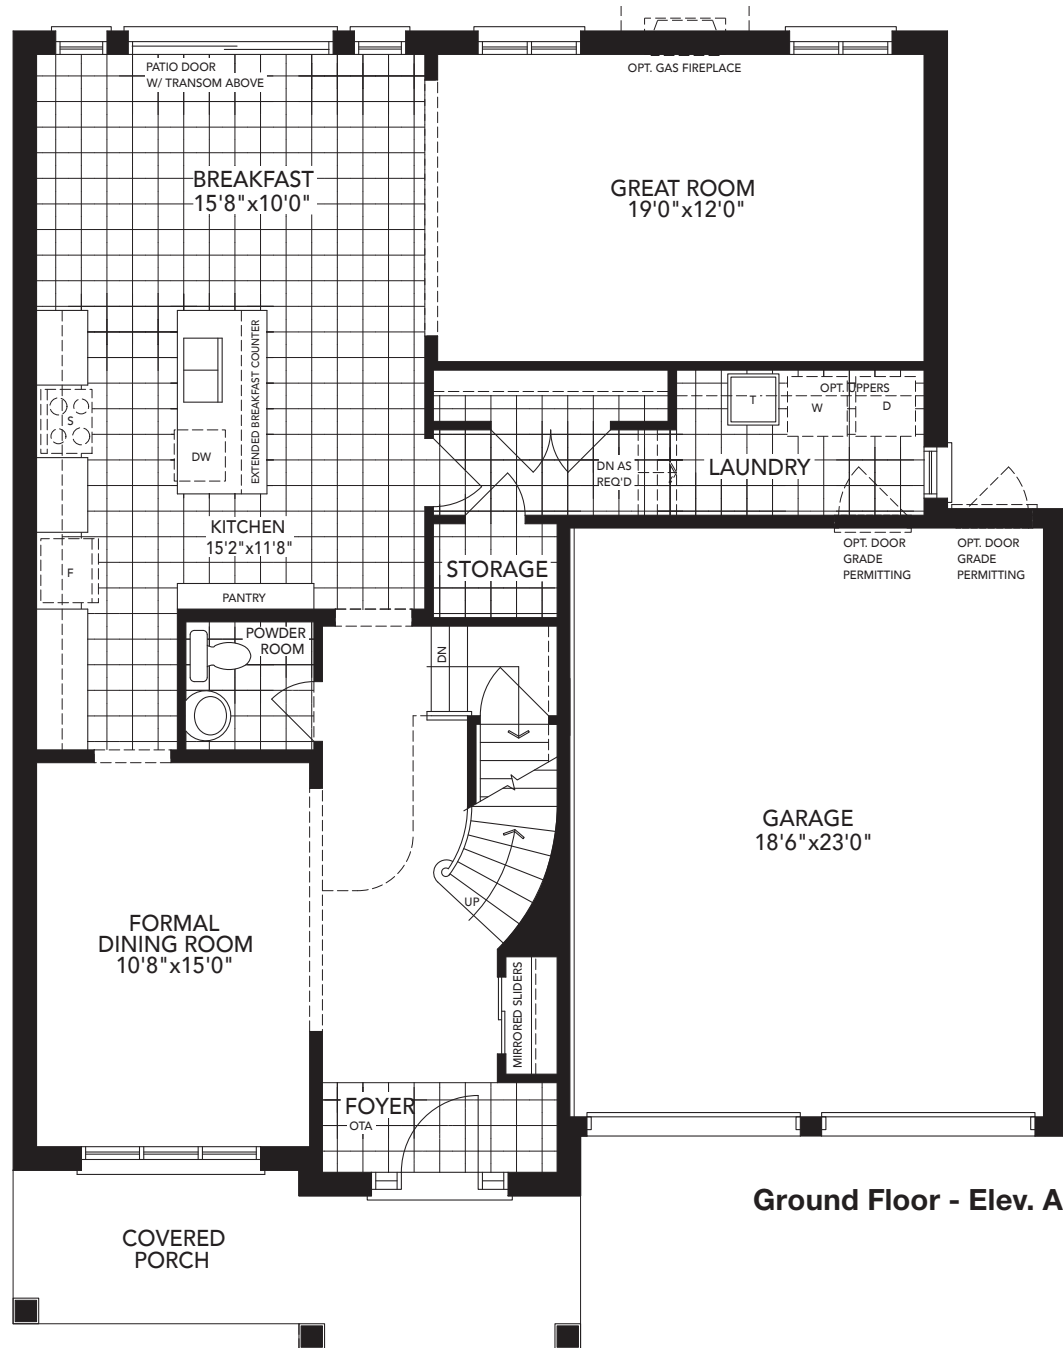 PATIO DOOR
W/ TRANSOM ABOVE
OPT. GAS FIREPLACE
BREAKFAST
15'8"x10'0"
GREAT ROOM
19'0"x12'0"
EXTENDED BREAKFAST COUNTER
S
DW
T
OPT. UPPERS
W
D
DN AS
REQ'D
LAUNDRY
KITCHEN
15'2"x11'8"
F
PANTRY
STORAGE
OPT. DOOR
GRADE
PERMITTING
OPT. DOOR
GRADE
PERMITTING
POWDER
ROOM
DN
UP
GARAGE
18'6"x23'0"
FORMAL
DINING ROOM
10'8"x15'0"
MIRRORED SLIDERS
FOYER
OTA
Ground Floor - Elev. A
COVERED
PORCH